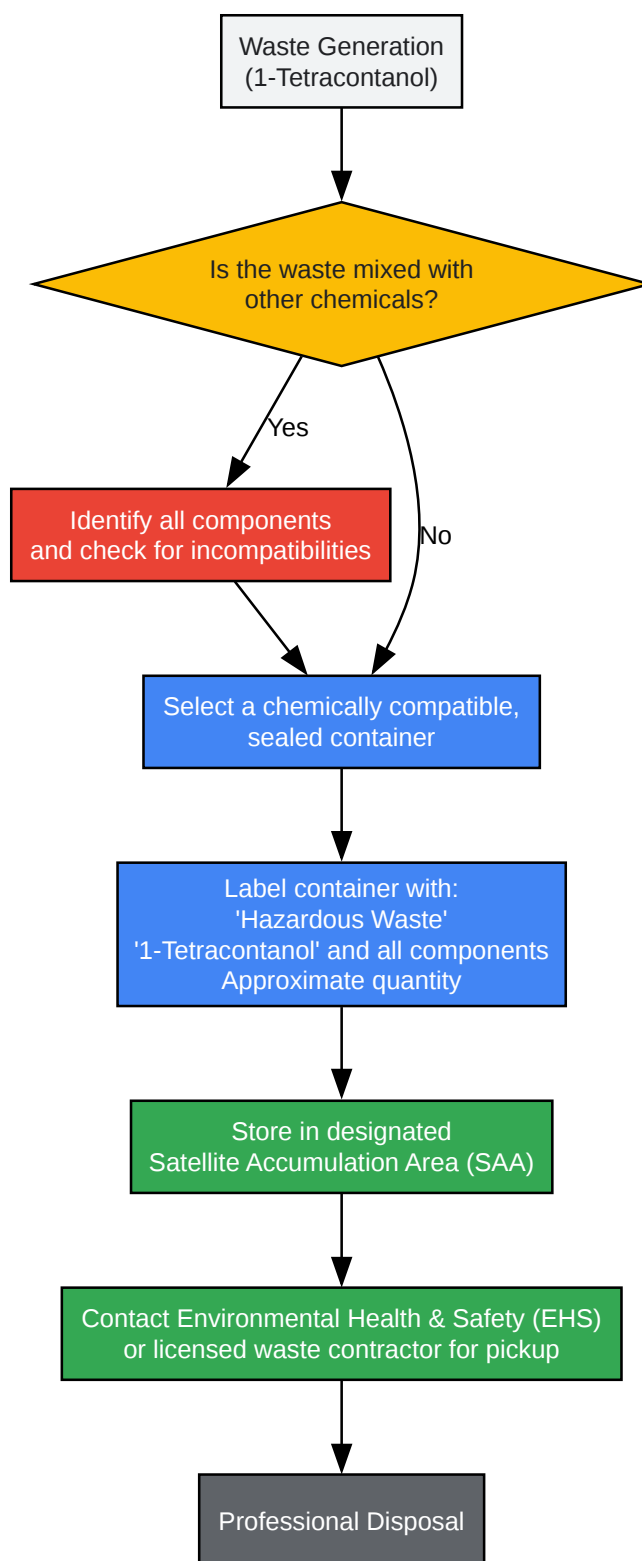 Waste Generation
(1-Tetracontanol)
Is the waste mixed with
other chemicals?
Yes
Identify all components
and check for incompatibilities
No
Select a chemically compatible,
sealed container
Label container with:
'Hazardous Waste'
'1-Tetracontanol' and all components
Approximate quantity
Store in designated
Satellite Accumulation Area (SAA)
Contact Environmental Health & Safety (EHS)
or licensed waste contractor for pickup
Professional Disposal